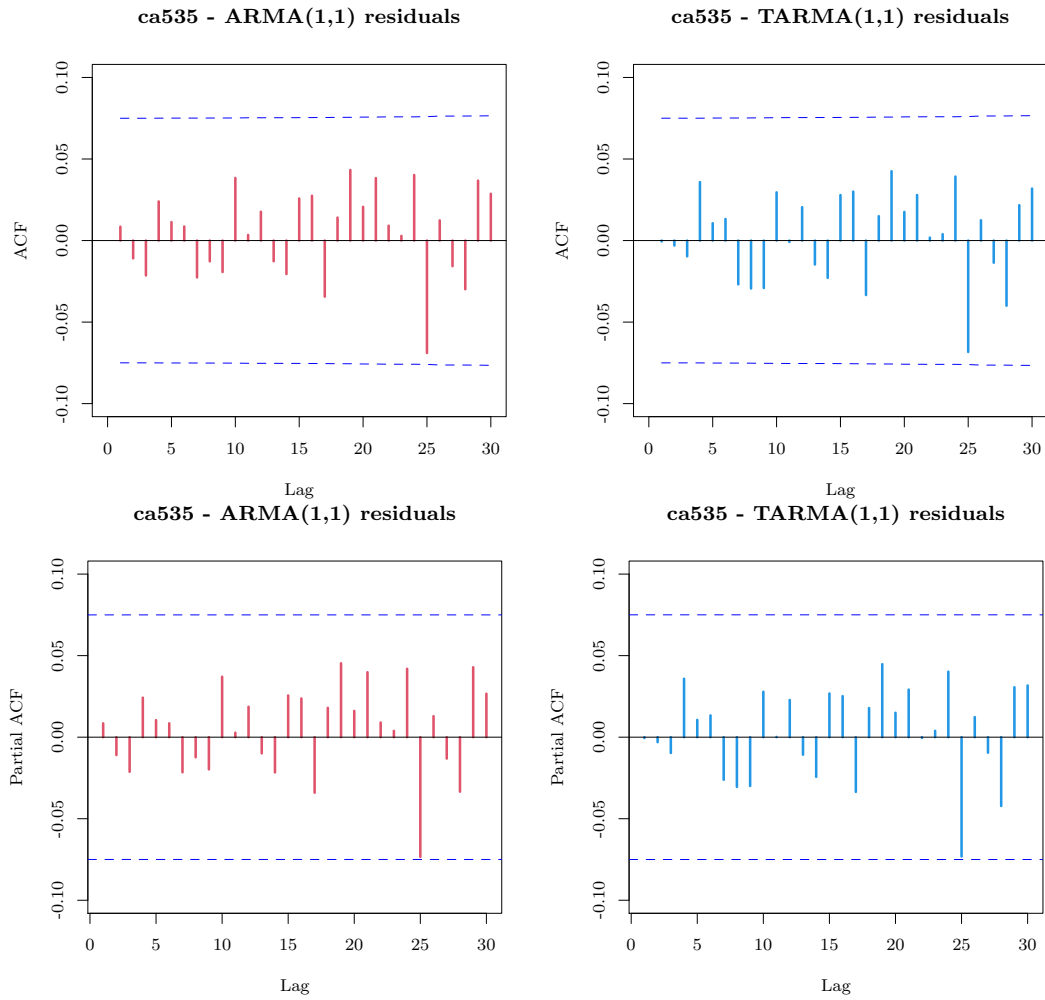 ca535 - ARMA(1,1) residuals
ACF
0.10
0.05
0.00
-0.05
-0.10
0 5 10 15 20 25 30
Lag
ca535 - TARMA(1,1) residuals
ACF
0.10
0.05
0.00
-0.05
-0.10
0 5 10 15 20 25 30
Lag
ca535 - ARMA(1,1) residuals
Partial ACF
0.10
0.05
0.00
-0.05
-0.10
0 5 10 15 20 25 30
Lag
ca535 - TARMA(1,1) residuals
Partial ACF
0.10
0.05
0.00
-0.05
-0.10
0 5 10 15 20 25 30
Lag